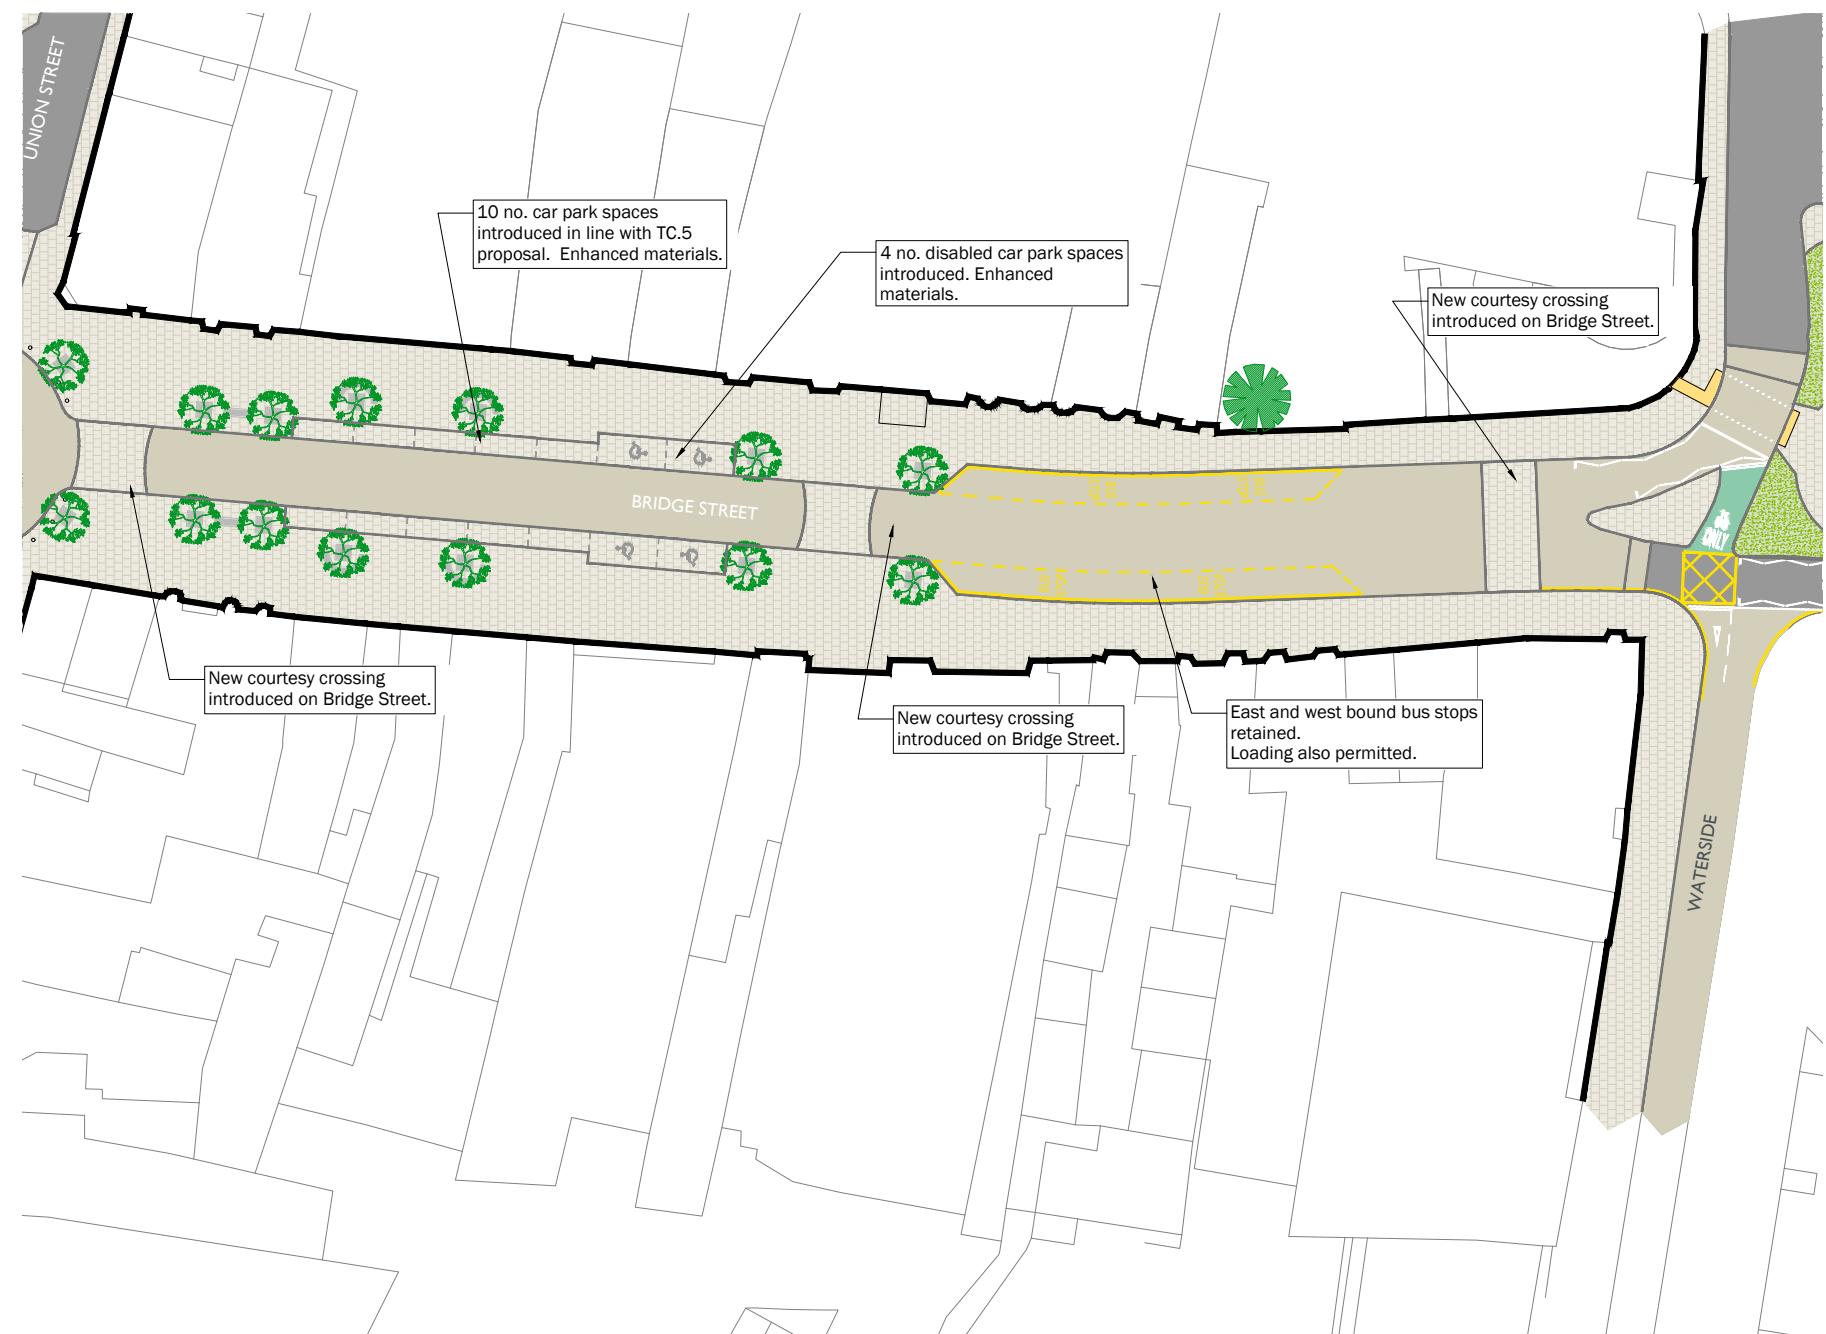 UNION STREET
10 no. car park spaces
introduced in line with TC.5
proposal.  Enhanced materials.
4 no. disabled car park spaces
introduced. Enhanced
materials.
New courtesy crossing
introduced on Bridge Street.
BRIDGE STREET
ONLY
New courtesy crossing
introduced on Bridge Street.
New courtesy crossing
introduced on Bridge Street.
East and west bound bus stops
retained.
Loading also permitted.
WATERSIDE